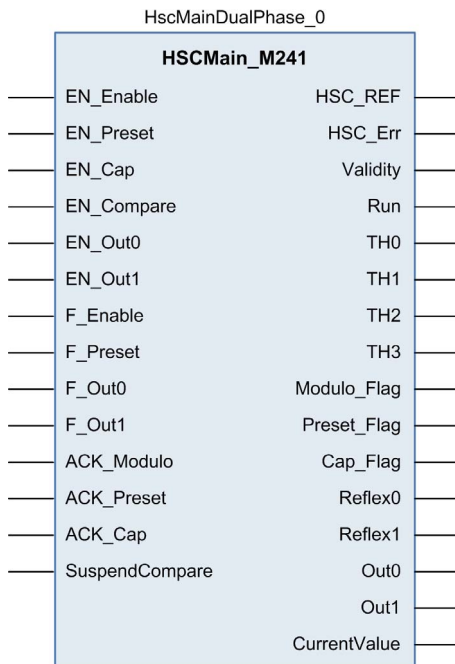 HscMainDualPhase_0
HSCMain_M241
EN_Enable HSC_REF
EN_Preset HSC_Err
EN_Cap Validity
EN_Compare Run
EN_Out0 TH0
EN_Out1 TH1
F_Enable TH2
F_Preset TH3
F_Out0 Modulo_Flag
F_Out1 Preset_Flag
ACK_Modulo Cap_Flag
ACK_Preset Reflex0
ACK_Cap Reflex1
SuspendCompare Out0
Out1
CurrentValue